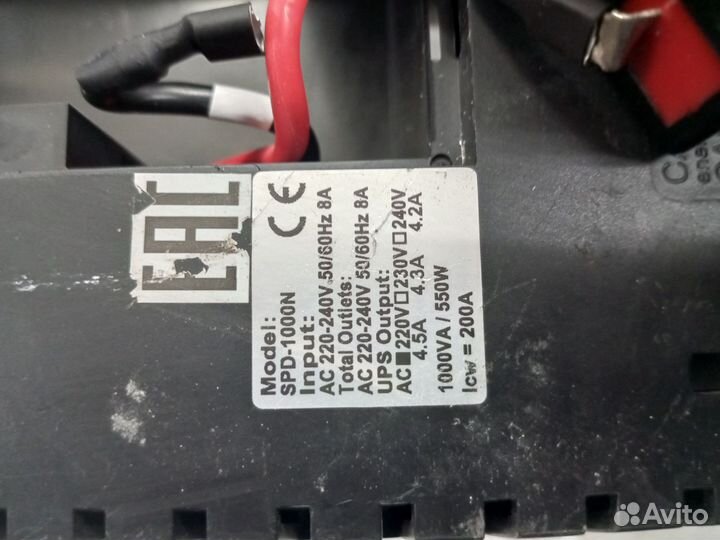 EAC
CE
Model:
SPD-1000N
Input:
AC 220-240V 50/60Hz 8A
Total Outlets:
AC 220-240V 50/60Hz 8A
UPS Output:
AC■220V□230V□240V
4.5A 4.3A 4.2A
1000VA / 550W
Icw = 200A
Avito